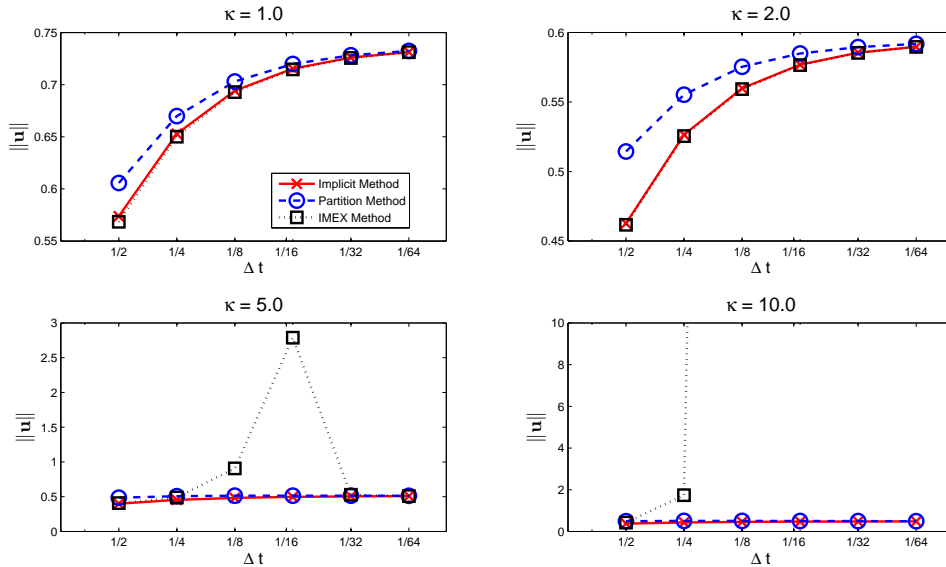 κ = 1.0
0.75
0.7
0.65
0.6
0.55
||u||
1/2 1/4 1/8 1/16 1/32 1/64
Δ t
Implicit Method
Partition Method
IMEX Method
κ = 2.0
0.6
0.55
0.5
0.45
||u||
1/2 1/4 1/8 1/16 1/32 1/64
Δ t
κ = 5.0
3
2.5
2
1.5
1
0.5
0
||u||
1/2 1/4 1/8 1/16 1/32 1/64
Δ t
κ = 10.0
10
8
6
4
2
0
||u||
1/2 1/4 1/8 1/16 1/32 1/64
Δ t